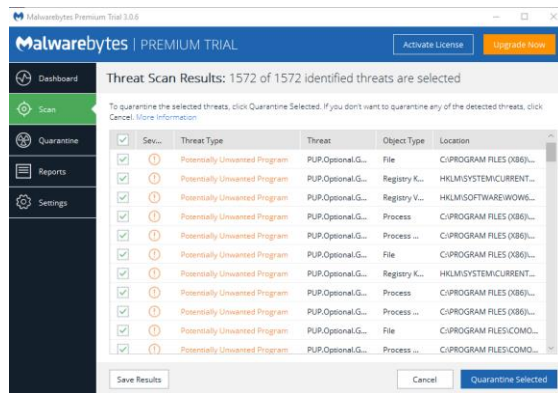 Malwarebytes Premium Trial 3.0.6
Malwarebytes | PREMIUM TRIAL
Activate License
Upgrade Now
Dashboard
Scan
Quarantine
Reports
Settings
Threat Scan Results: 1572 of 1572 identified threats are selected
To quarantine the selected threats, click Quarantine Selected. If you don't want to quarantine any of the detected threats, click
Cancel. More Information
Sev... Threat Type Threat Object Type Location
Potentially Unwanted Program PUP.Optional.G... File C:\PROGRAM FILES (X86)\...
Potentially Unwanted Program PUP.Optional.G... Registry K... HKLM\SYSTEM\CURRENT...
Potentially Unwanted Program PUP.Optional.G... Registry V... HKLM\SOFTWARE\WOW6...
Potentially Unwanted Program PUP.Optional.G... Process C:\PROGRAM FILES (X86)\...
Potentially Unwanted Program PUP.Optional.G... Process ... C:\PROGRAM FILES (X86)\...
Potentially Unwanted Program PUP.Optional.G... File C:\PROGRAM FILES (X86)\...
Potentially Unwanted Program PUP.Optional.G... Registry K... HKLM\SYSTEM\CURRENT...
Potentially Unwanted Program PUP.Optional.G... Process C:\PROGRAM FILES (X86)\...
Potentially Unwanted Program PUP.Optional.G... Process ... C:\PROGRAM FILES (X86)\...
Potentially Unwanted Program PUP.Optional.G... File C:\PROGRAM FILES\COMO...
Potentially Unwanted Program PUP.Optional.G... Process ... C:\PROGRAM FILES\COMO...
Save Results
Cancel
Quarantine Selected